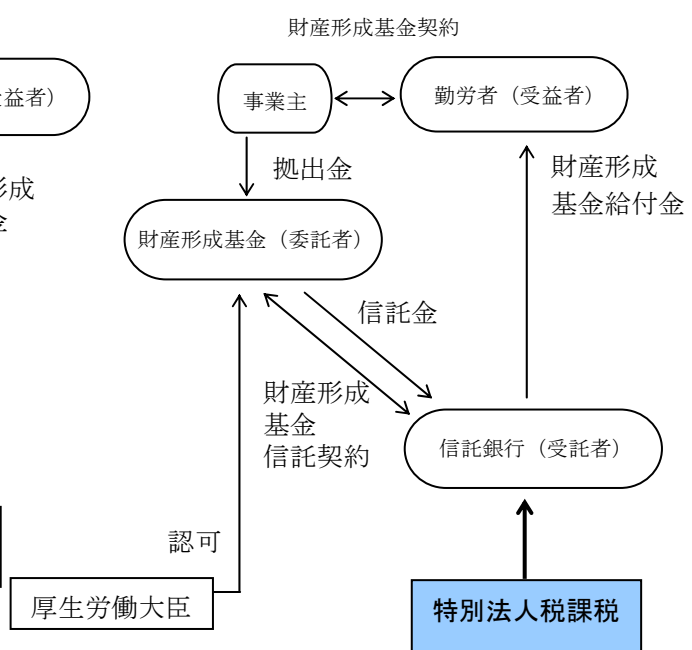 財産形成基金契約
益者）
事業主
勤労者（受益者）
拠出金
財産形成
基金給付金
形成
金
財産形成基金（委託者）
信託金
財産形成
基金
信託契約
信託銀行（受託者）
認可
厚生労働大臣
特別法人税課税